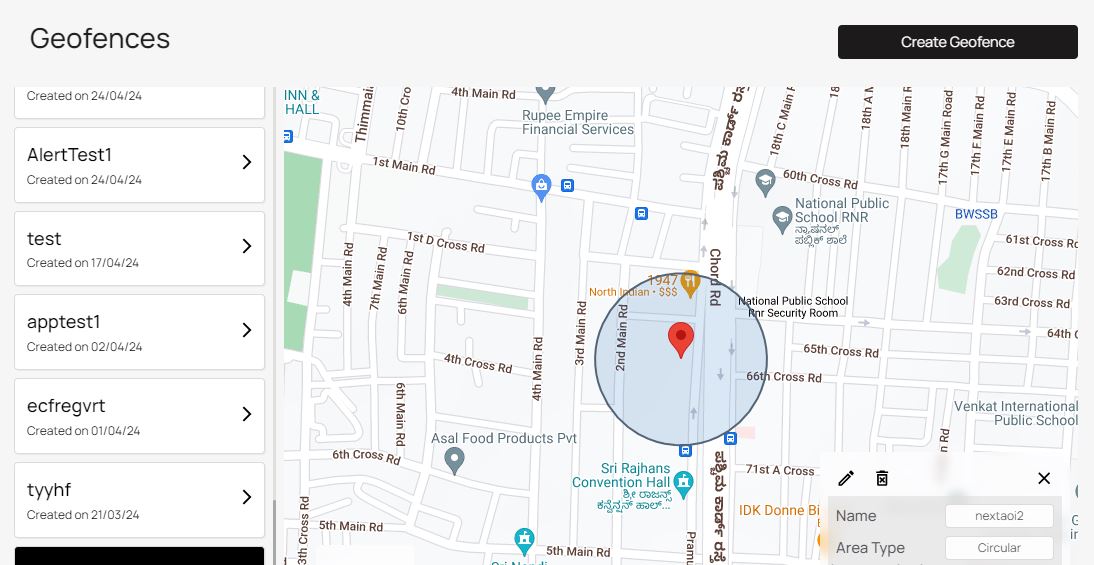 Geofences
Create Geofence
Created on 24/04/24
AlertTest1
Created on 24/04/24
test
Created on 17/04/24
apptest1
Created on 02/04/24
ecfregvrt
Created on 01/04/24
tyyhf
Created on 21/03/24
INN &
HALL
Thimmai
10th Cro
4th Main Rd
Rupee Empire
Financial Services
18th C Main F
18
18th A M
18th Main R
17th G Main Road
17th F Main Rd
17th E Main Rd
17th B Main Rd
1st Main Rd
60th Cross Rd
National Public
School RNR
ನ್ಯಾಷನಲ್
ಪಬ್ಲಿಕ್ ಶಾಲೆ
BWSSB
1st D Cross Rd
4th Main Rd
7th Main Rd
6th Main Rd
61st Cross Rd
62nd Cross Rd
63rd Cross Rd
64th C
1947
North Indian • $$$
Chord Rd
National Public School
Rnr Security Room
3rd Main Rd
2nd Main Rd
4th Main Rd
4th Cross Rd
65th Cross Rd
66th Cross Rd
6th Main Rd
Venkat International
Public School
Asal Food Products Pvt
6th Cross Rd
Sri Rajhans
Convention Hall
ಶ್ರೀ ರಾಜನ್ಸ್
ಕನ್ವೆನ್ಷನ್ ಹಾಲ್...
71st A Cross
n Rd
IDK Donne Bi
3th Cross Rd
5th Main Rd
5th Main Rd
Pramu
Name
nextaoi2
Area Type
Circular